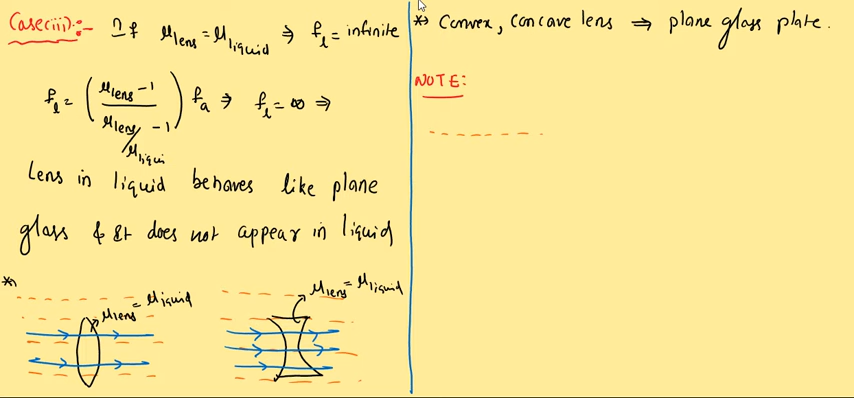 Case(iii):- If μlens = μliquid ⇒ fl = infinite
fl = (μlens - 1 / μlens/μliqui - 1) fa ⇒ fl = ∞ ⇒
Lens in liquid behaves like plane
glass & It does not appear in liquid
*)
μlens = μliquid
μlens = μliquid
*) Convex, Concave lens ⇒ plane glass plate.
NOTE: